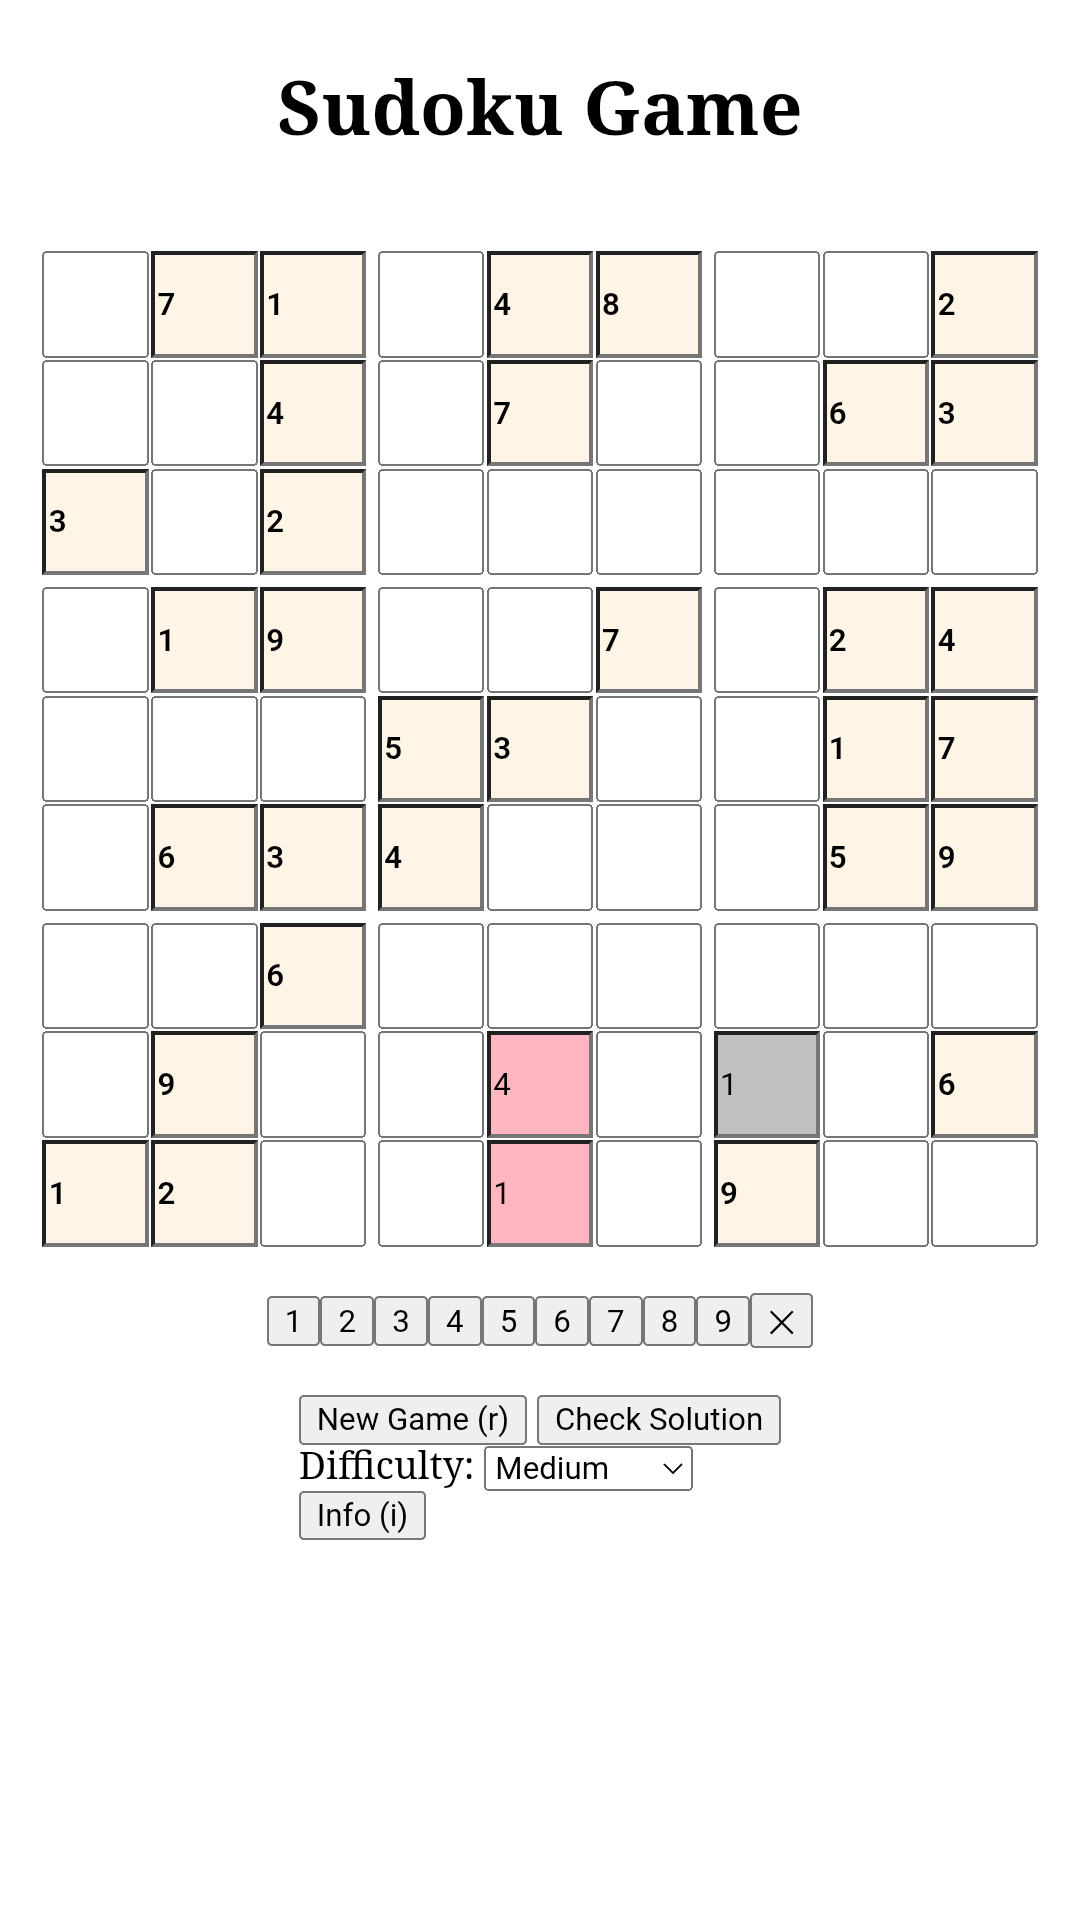 Sudoku Game
7 1 4 8 2
4 7 6 3
3 2
1 9 7 2 4
5 3 1 7
6 3 4 5 9
6
9 4 1 6
1 2 1 9
1 2 3 4 5 6 7 8 9 ×
New Game (r) Check Solution
Difficulty: Medium
Info (i)